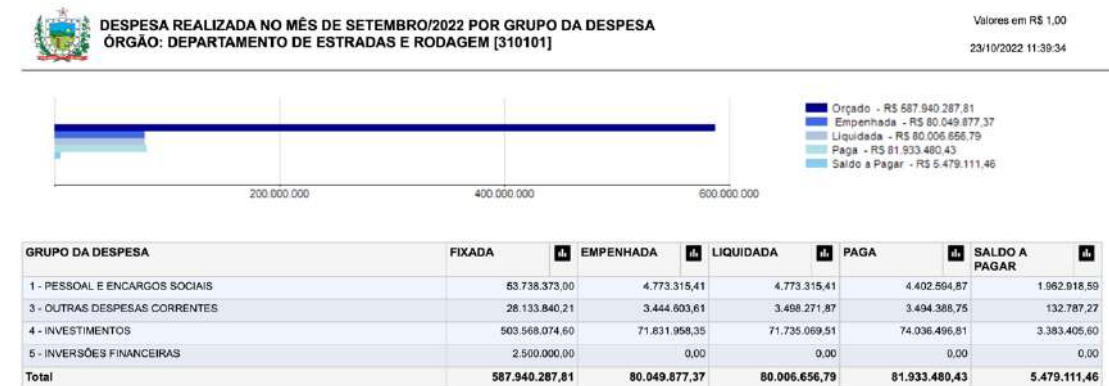 DESPESA REALIZADA NO MÊS DE SETEMBRO/2022 POR GRUPO DA DESPESA
ÓRGÃO: DEPARTAMENTO DE ESTRADAS E RODAGEM [310101]
Valores em R$ 1,00
23/10/2022 11:39:34
Orçado - R$ 587.940.287,81
Empenhada - R$ 80.049.877,37
Liquidada - R$ 80.006.656,79
Paga - R$ 81.933.480,43
Saldo a Pagar - R$ 5.479.111,46
200.000.000 400.000.000 600.000.000
GRUPO DA DESPESA FIXADA EMPENHADA LIQUIDADA PAGA SALDO A PAGAR
1 - PESSOAL E ENCARGOS SOCIAIS 53.738.373,00 4.773.315,41 4.773.315,41 4.402.594,87 1.962.918,59
3 - OUTRAS DESPESAS CORRENTES 28.133.840,21 3.444.603,61 3.498.271,87 3.494.388,75 132.787,27
4 - INVESTIMENTOS 503.568.074,60 71.831.958,35 71.735.069,51 74.036.496,81 3.383.405,60
5 - INVERSÕES FINANCEIRAS 2.500.000,00 0,00 0,00 0,00 0,00
Total 587.940.287,81 80.049.877,37 80.006.656,79 81.933.480,43 5.479.111,46